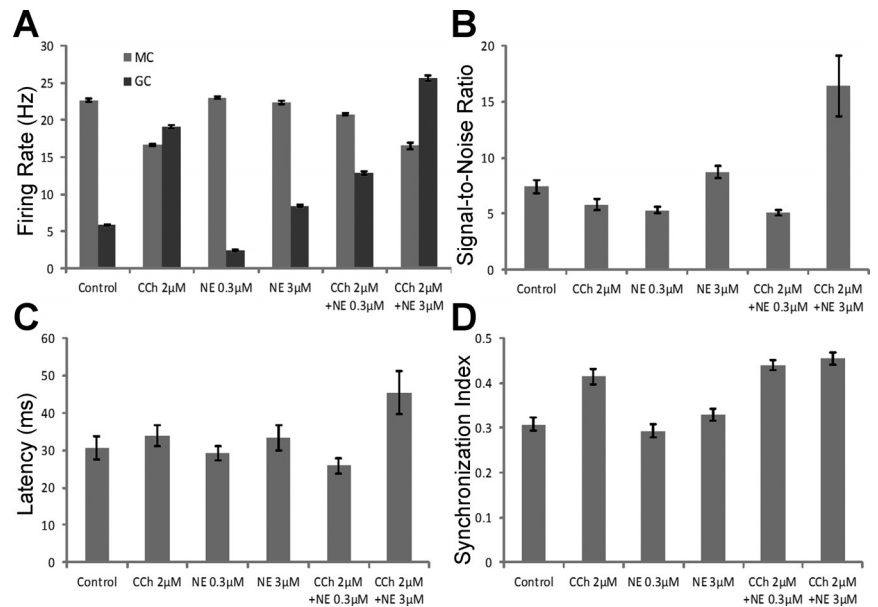 A
Firing Rate (Hz)
30
25
20
15
10
5
0
MC
GC
Control
CCh 2μM
NE 0.3μM
NE 3μM
CCh 2μM
+NE 0.3μM
CCh 2μM
+NE 3μM
B
Signal-to-Noise Ratio
20
15
10
5
0
Control
CCh 2μM
NE 0.3μM
NE 3μM
CCh 2μM
+NE 0.3μM
CCh 2μM
+NE 3μM
C
Latency (ms)
60
50
40
30
20
10
0
Control
CCh 2μM
NE 0.3μM
NE 3μM
CCh 2μM
+NE 0.3μM
CCh 2μM
+NE 3μM
D
Synchronization Index
0.5
0.4
0.3
0.2
0.1
0
Control
CCh 2μM
NE 0.3μM
NE 3μM
CCh 2μM
+NE 0.3μM
CCh 2μM
+NE 3μM